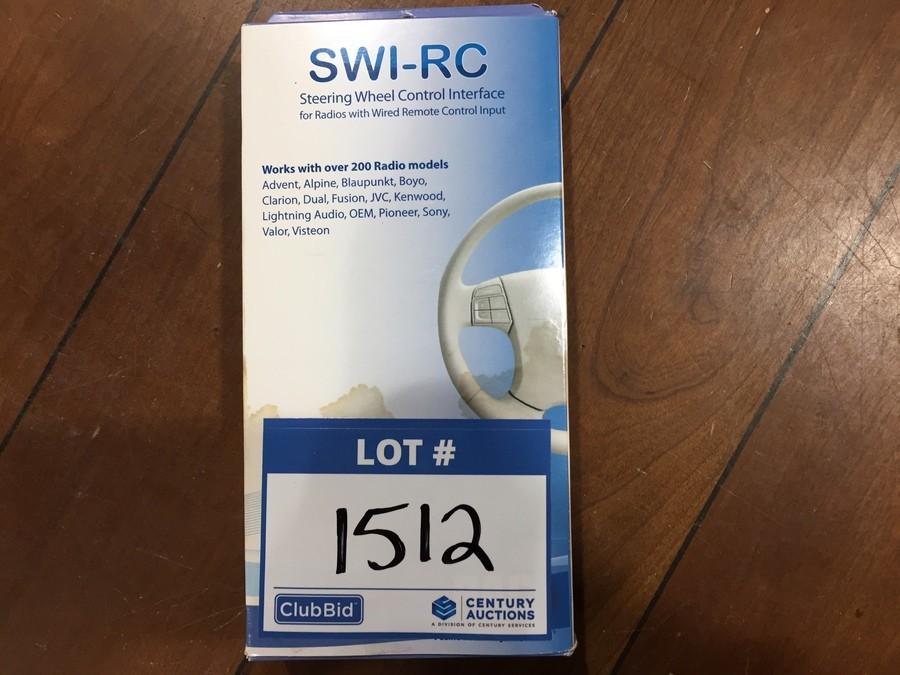 SWI-RC
Steering Wheel Control Interface
for Radios with Wired Remote Control Input
Works with over 200 Radio models
Advent, Alpine, Blaupunkt, Boyo,
Clarion, Dual, Fusion, JVC, Kenwood,
Lightning Audio, OEM, Pioneer, Sony,
Valor, Visteon
LOT #
1512
ClubBid
CENTURY
AUCTIONS
A DIVISION OF CENTURY SERVICES